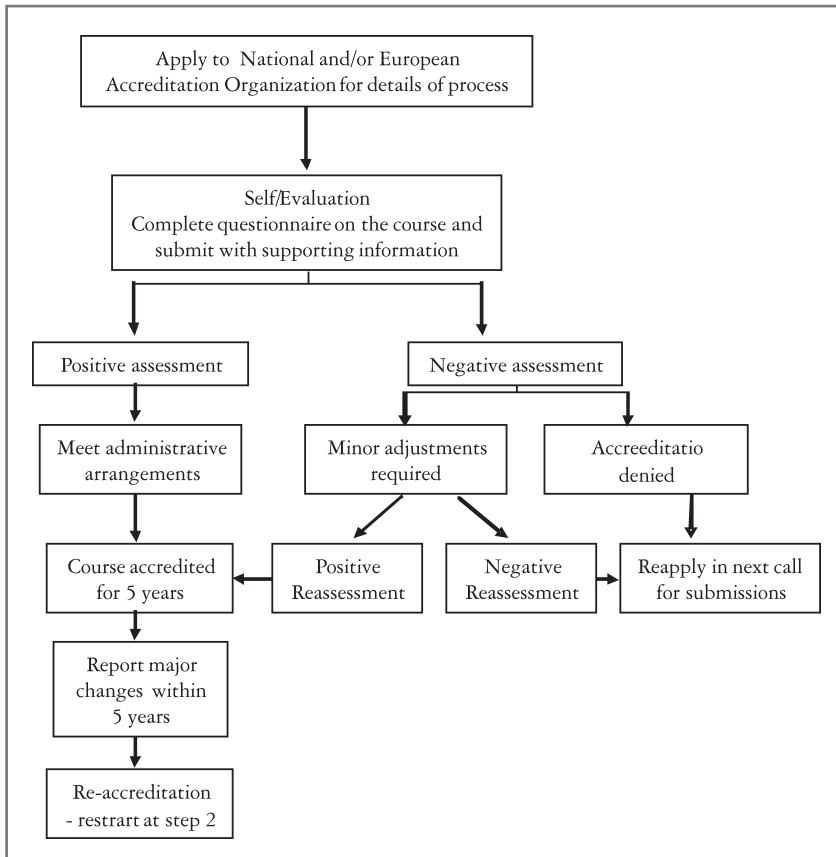 Apply to National and/or European
Accreditation Organization for details of process
Self/Evaluation
Complete questionnaire on the course and
submit with supporting information
Positive assessment
Negative assessment
Meet administrative
arrangements
Minor adjustments
required
Accreeditatio
denied
Course accredited
for 5 years
Positive
Reassessment
Negative
Reassessment
Reapply in next call
for submissions
Report major
changes within
5 years
Re-accreditation
- restrart at step 2